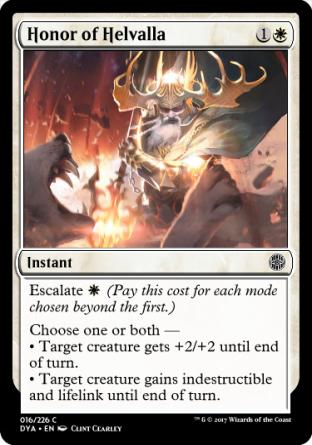 Honor of Helvalla 1
Instant
Escalate (Pay this cost for each mode
chosen beyond the first.)
Choose one or both —
• Target creature gets +2/+2 until end
of turn.
• Target creature gains indestructible
and lifelink until end of turn.
016/226 C
DYA • EN CLINT CEARLEY
™ & © 2017 Wizards of the Coast